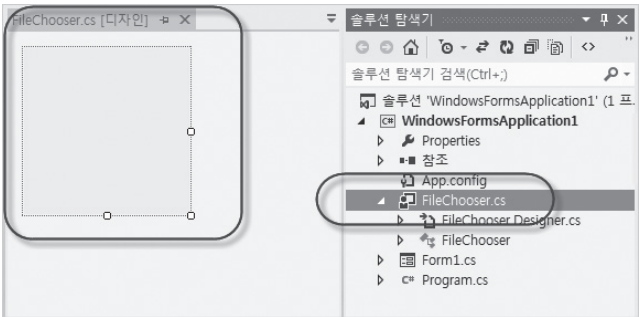 FileChooser.cs [디자인]
솔루션 탐색기
솔루션 탐색기 검색(Ctrl+;)
솔루션 'WindowsFormsApplication1' (1 프.
C# WindowsFormsApplication1
Properties
참조
App.config
FileChooser.cs
FileChooser.Designer.cs
FileChooser
Form1.cs
C# Program.cs